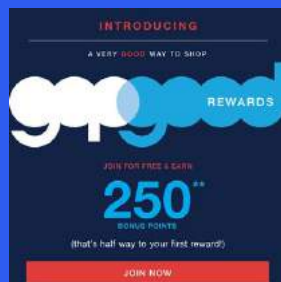 INTRODUCING
A VERY GOOD WAY TO SHOP
gapgood REWARDS
JOIN FOR FREE & EARN
250**
BONUS POINTS
(that's half way to your first reward!)
JOIN NOW